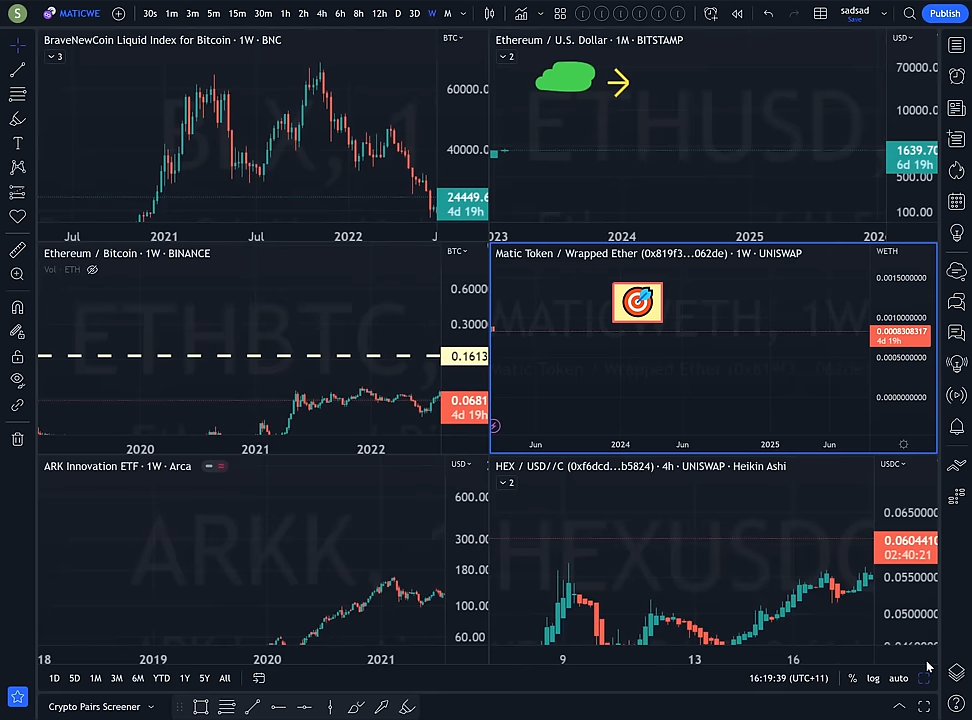 S MATICWE 30s 1m 3m 5m 15m 30m 1h 2h 4h 6h 8h 12h D 3D W M sadsad Save Publish
BraveNewCoin Liquid Index for Bitcoin · 1W · BNC BTC
3
60000.0
40000.0
24449.6
4d 19h
Jul 2021 Jul 2022
Ethereum / U.S. Dollar · 1M · BITSTAMP USD
2
ETHUSD,
70000.0
10000.0
1639.70
6d 19h
500.00
100.00
023 2024 2025 202
Ethereum / Bitcoin · 1W · BINANCE BTC
Vol · ETH
ETHBTC,
0.6000
0.3000
0.1613
0.0681
4d 19h
2020 2021 2022
Matic Token / Wrapped Ether (0x819f3...062de) · 1W · UNISWAP WETH
0.0015000000
0.0010000000
0.0008308317
4d 19h
0.0005000000
0.0000000000
Jun 2024 Jun 2025 Jun
ARK Innovation ETF · 1W · Arca USD
ARKK, 1
600.00
300.00
180.00
100.00
60.00
18 2019 2020 2021
HEX / USD//C (0xf6dcd...b5824) · 4h · UNISWAP · Heikin Ashi USDC
2
HEXUSDC
0.0650000
0.0604410
02:40:21
0.0550000
0.0500000
9 13 16
1D 5D 1M 3M 6M YTD 1Y 5Y All 16:19:39 (UTC+11) % log auto
Crypto Pairs Screener